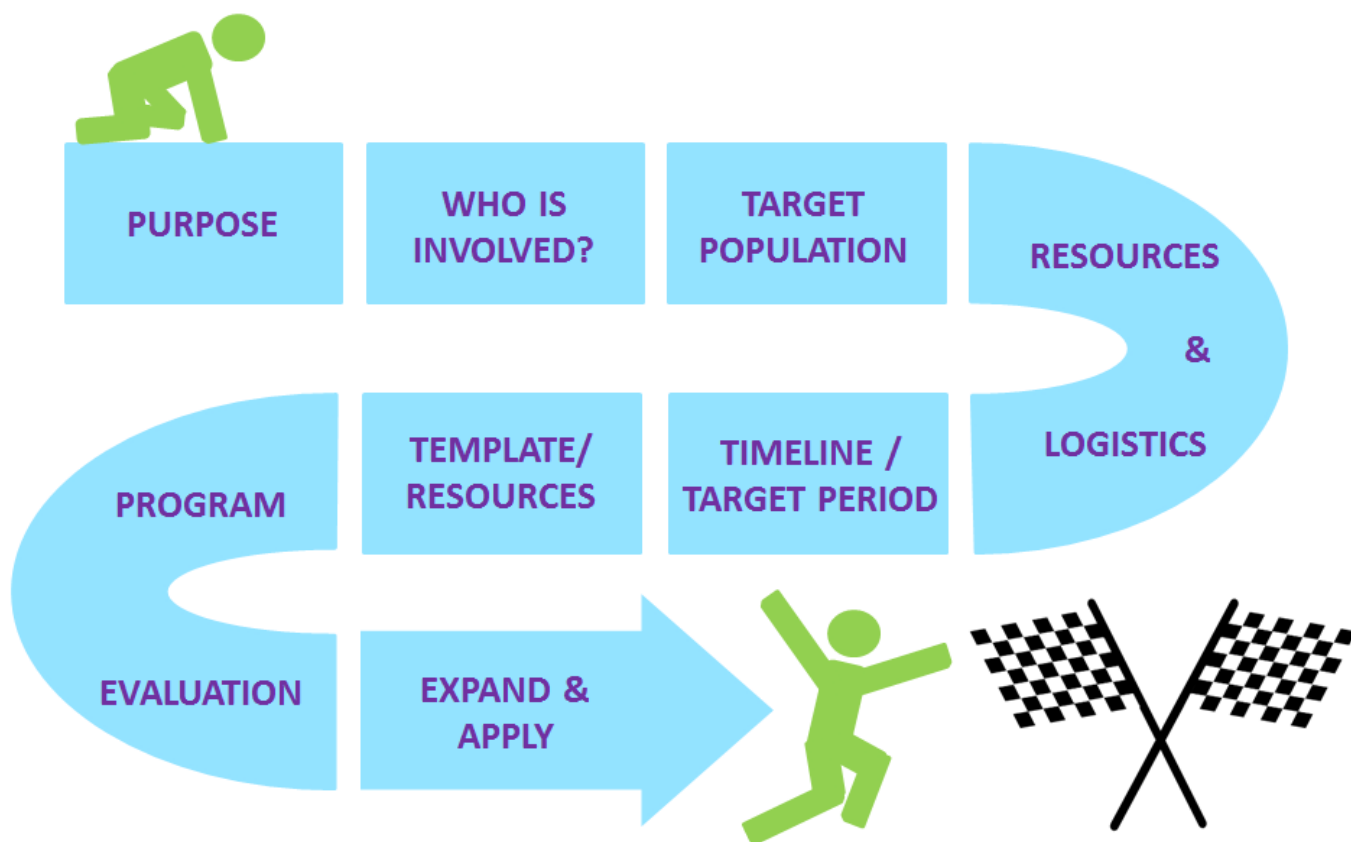 PURPOSE
WHO IS
INVOLVED?
TARGET
POPULATION
RESOURCES
&
LOGISTICS
TIMELINE /
TARGET PERIOD
TEMPLATE/
RESOURCES
PROGRAM
EVALUATION
EXPAND &
APPLY